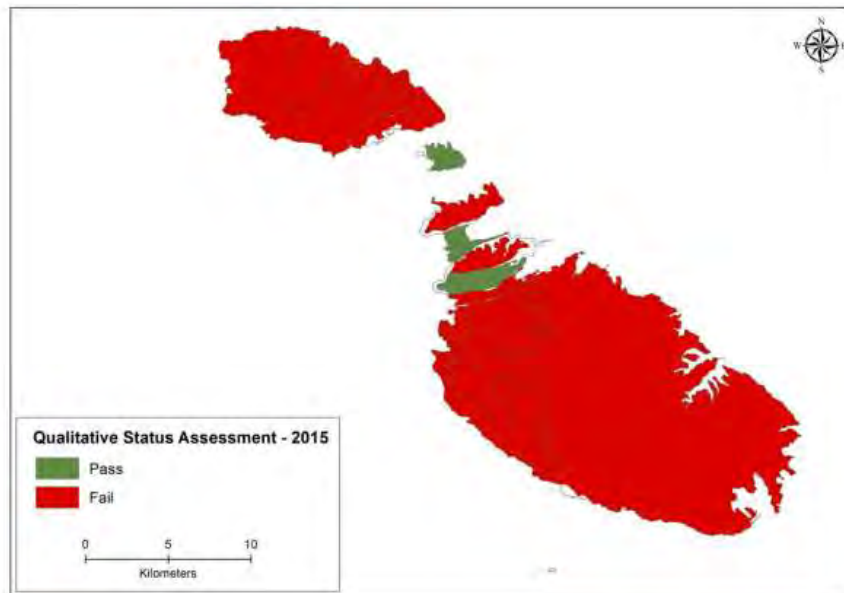 N
W E
S
Qualitative Status Assessment - 2015
Pass
Fail
0 5 10
Kilometers